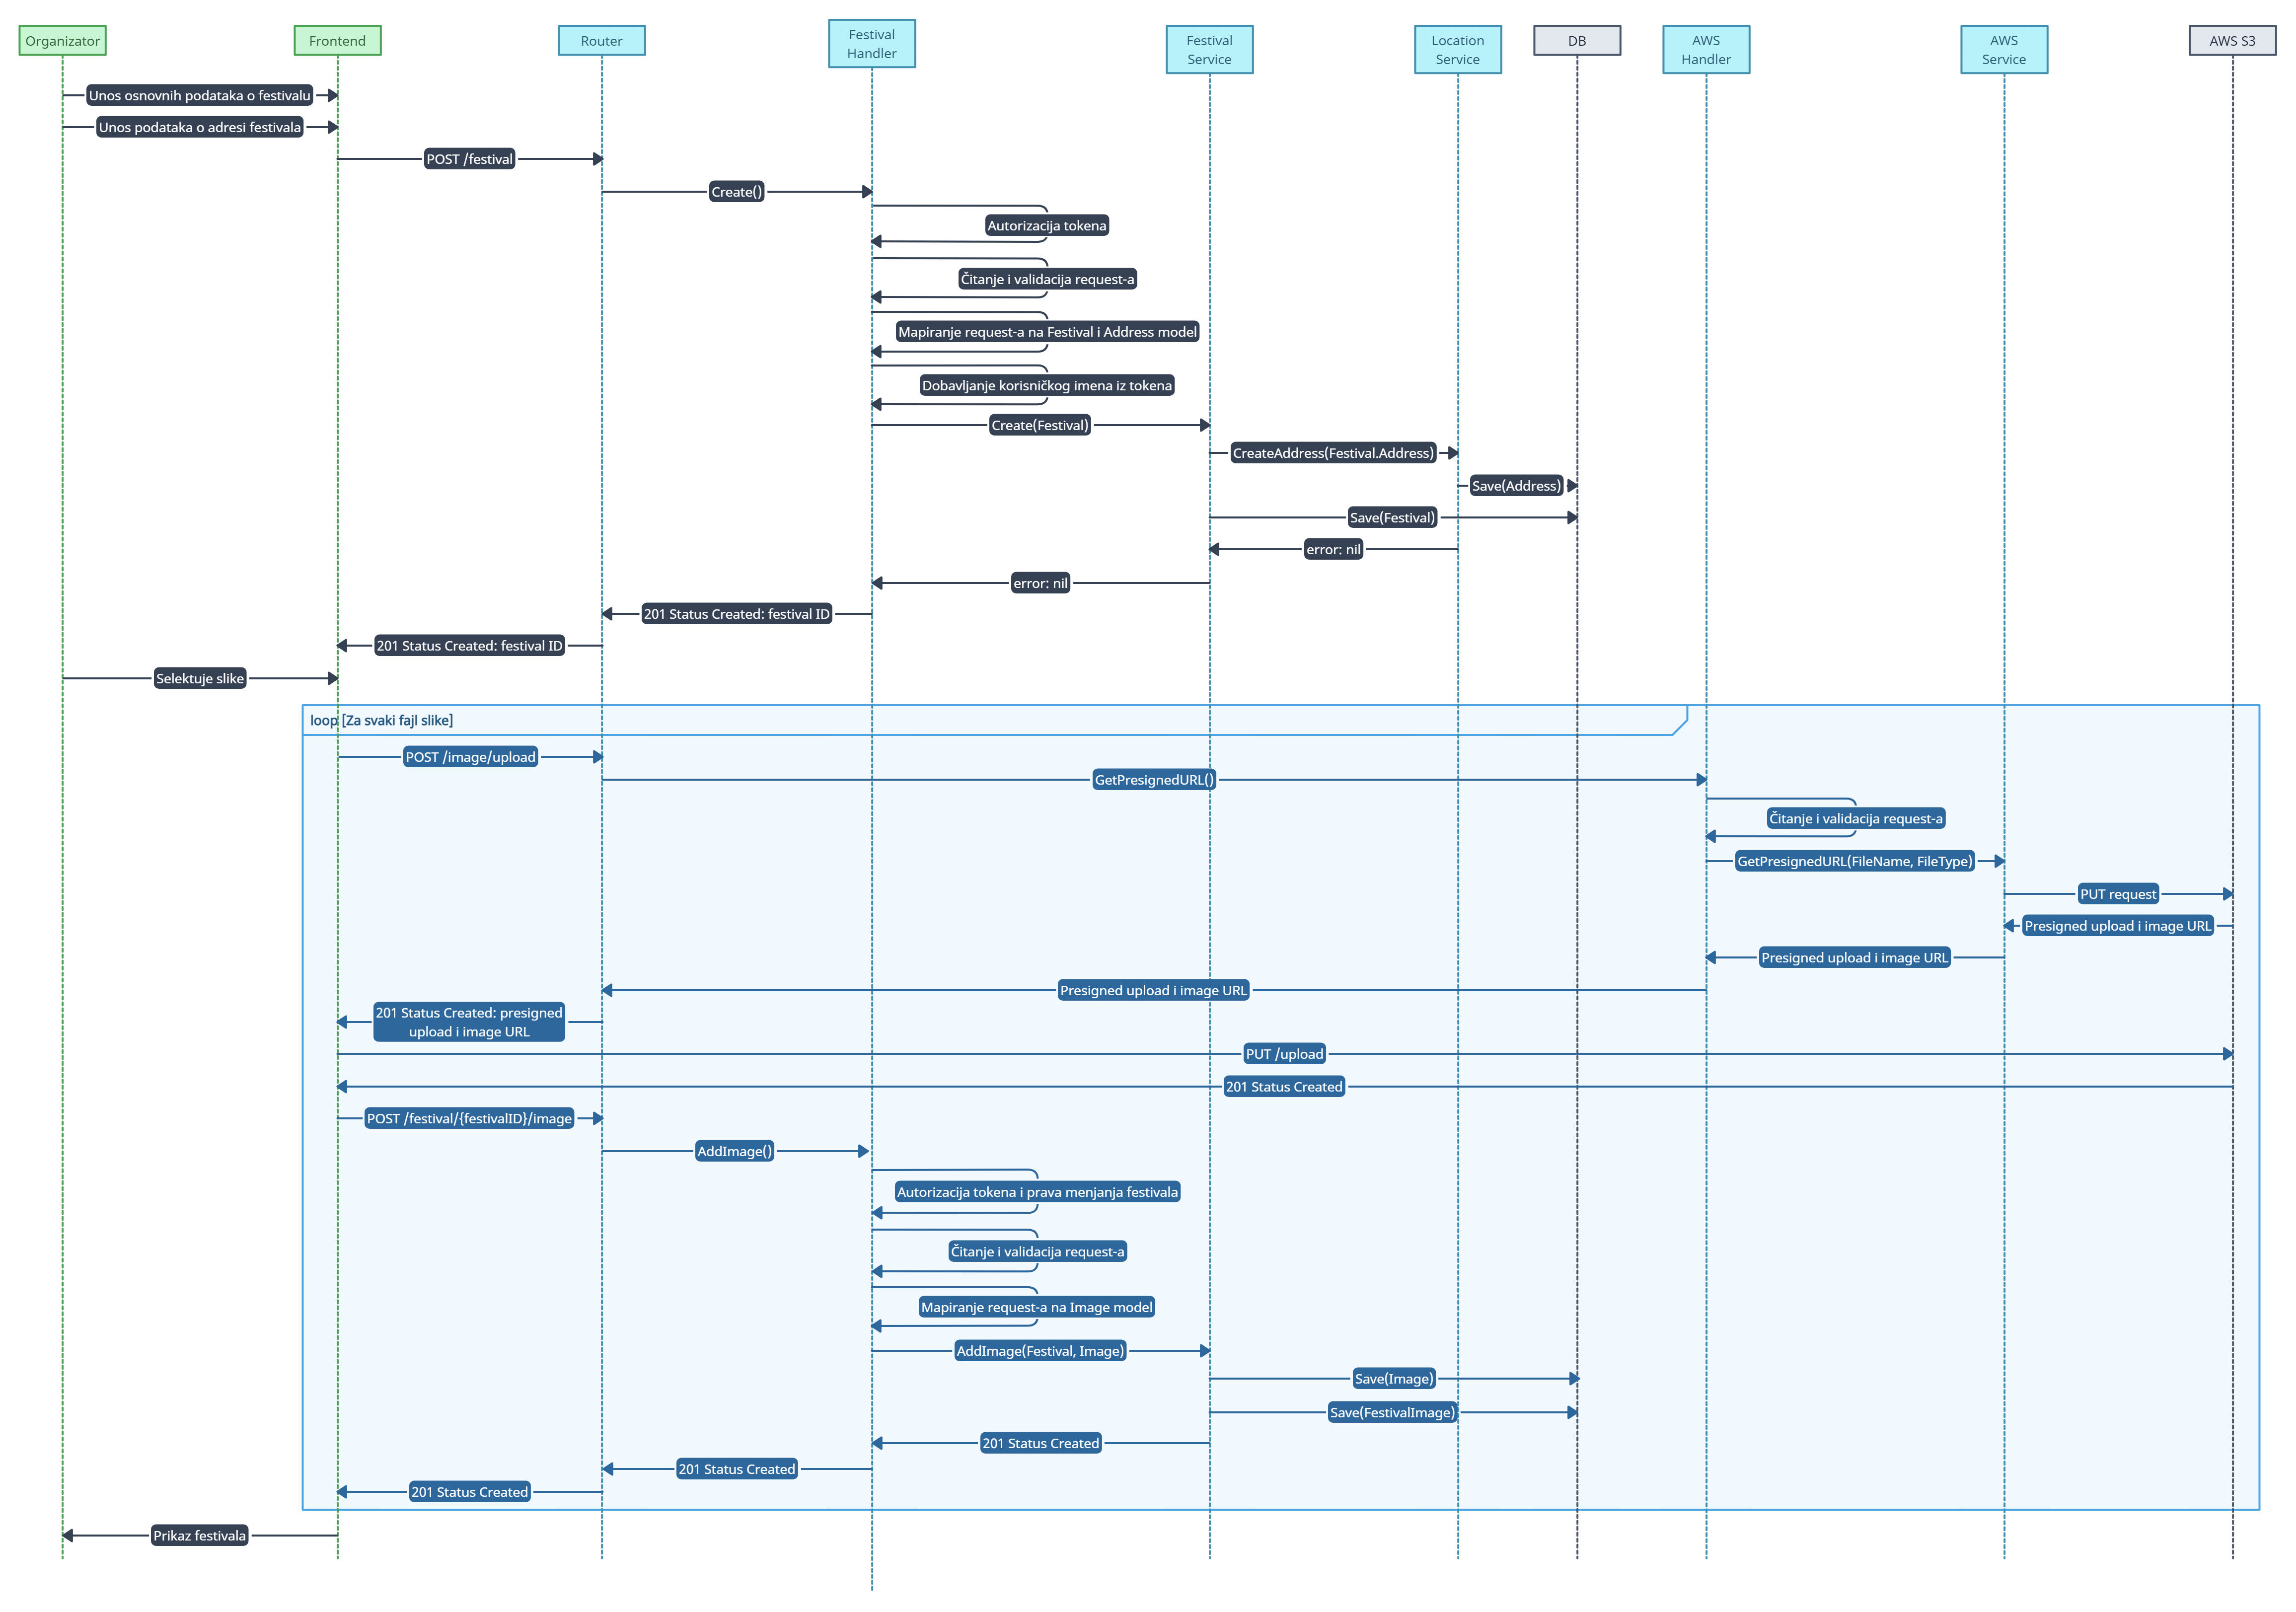 Organizator
Frontend
Router
Festival
Handler
Festival
Service
Location
Service
DB
AWS
Handler
AWS
Service
AWS S3
Unos osnovnih podataka o festivalu
Unos podataka o adresi festivala
POST /festival
Create()
Autorizacija tokena
Čitanje i validacija request-a
Mapiranje request-a na Festival i Address model
Dobavljanje korisničkog imena iz tokena
Create(Festival)
CreateAddress(Festival.Address)
Save(Address)
Save(Festival)
error: nil
error: nil
201 Status Created: festival ID
201 Status Created: festival ID
Selektuje slike
loop [Za svaki fajl slike]
POST /image/upload
GetPresignedURL()
Čitanje i validacija request-a
GetPresignedURL(FileName, FileType)
PUT request
Presigned upload i image URL
Presigned upload i image URL
Presigned upload i image URL
201 Status Created: presigned
upload i image URL
PUT /upload
201 Status Created
POST /festival/{festivalID}/image
AddImage()
Autorizacija tokena i prava menjanja festivala
Čitanje i validacija request-a
Mapiranje request-a na Image model
AddImage(Festival, Image)
Save(Image)
Save(FestivalImage)
201 Status Created
201 Status Created
201 Status Created
Prikaz festivala